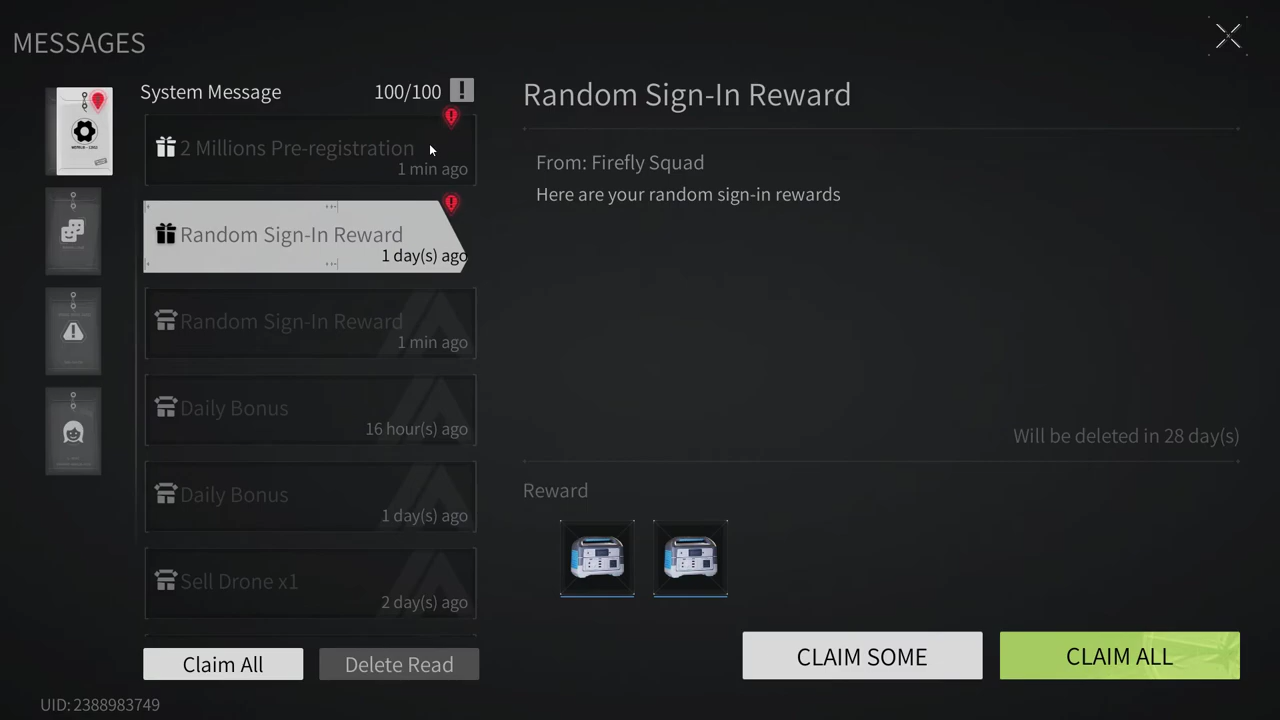 MESSAGES
System Message 100/100
2 Millions Pre-registration
1 min ago
Random Sign-In Reward
1 day(s) ago
Random Sign-In Reward
1 min ago
Daily Bonus
16 hour(s) ago
Daily Bonus
1 day(s) ago
Sell Drone x1
2 day(s) ago
Claim All
Delete Read
Random Sign-In Reward
From: Firefly Squad
Here are your random sign-in rewards
Will be deleted in 28 day(s)
Reward
CLAIM SOME
CLAIM ALL
UID: 2388983749